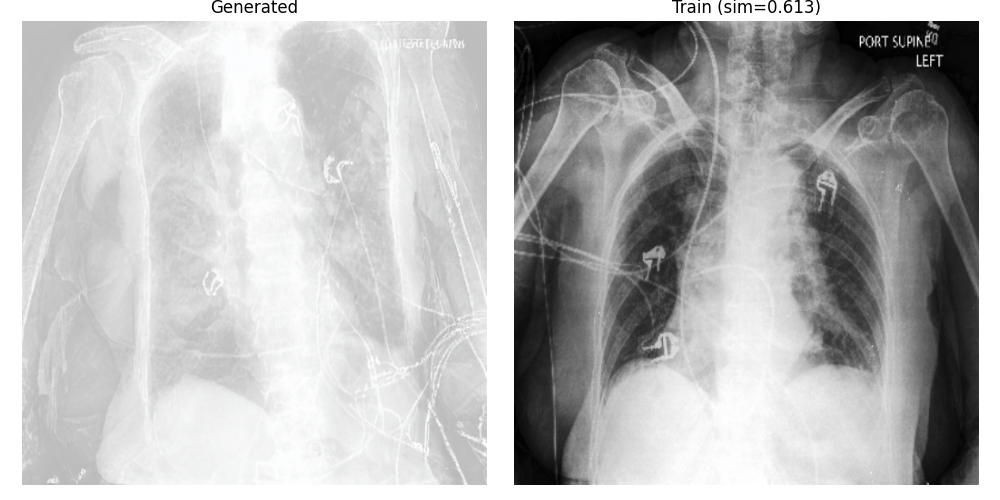 Generated
Train (sim=0.613)
PORT SUPINE
LEFT